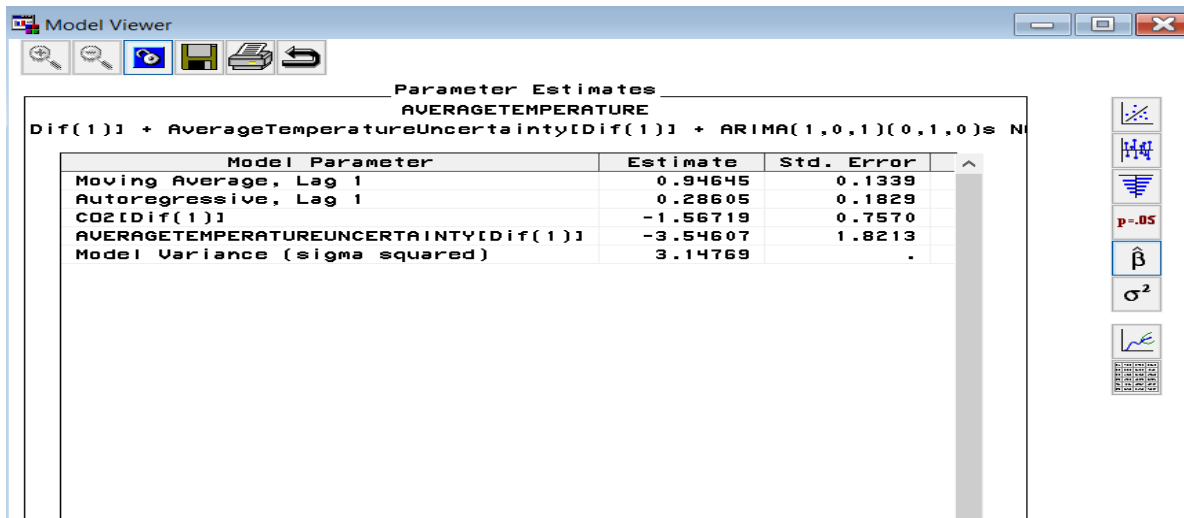 Model Viewer
Parameter Estimates
AVERAGETEMPERATURE
Dif(1)] + AverageTemperatureUncertainty[Dif(1)] + ARIMA(1,0,1)(0,1,0)s N
Model Parameter Estimate Std. Error
Moving Average, Lag 1 0.94645 0.1339
Autoregressive, Lag 1 0.28605 0.1829
CO2[Dif(1)] -1.56719 0.7570
AVERAGETEMPERATUREUNCERTAINTY[Dif(1)] -3.54607 1.8213
Model Variance (sigma squared) 3.14769 .
p=.05
β̂
σ²